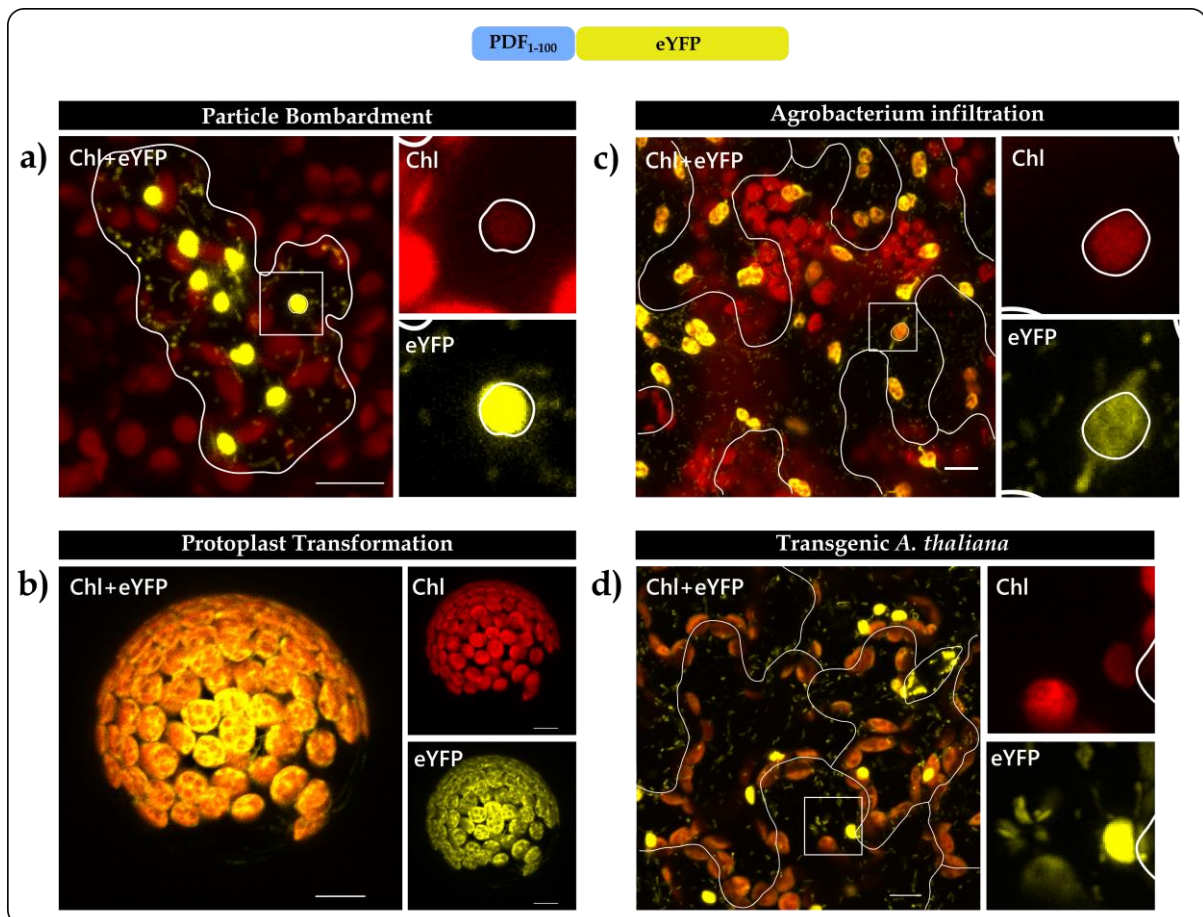 PDF1-100 eYFP
Particle Bombardment
a)
Chl+eYFP
Chl
eYFP
Agrobacterium infiltration
c)
Chl+eYFP
Chl
eYFP
Protoplast Transformation
b)
Chl+eYFP
Chl
eYFP
Transgenic A. thaliana
d)
Chl+eYFP
Chl
eYFP